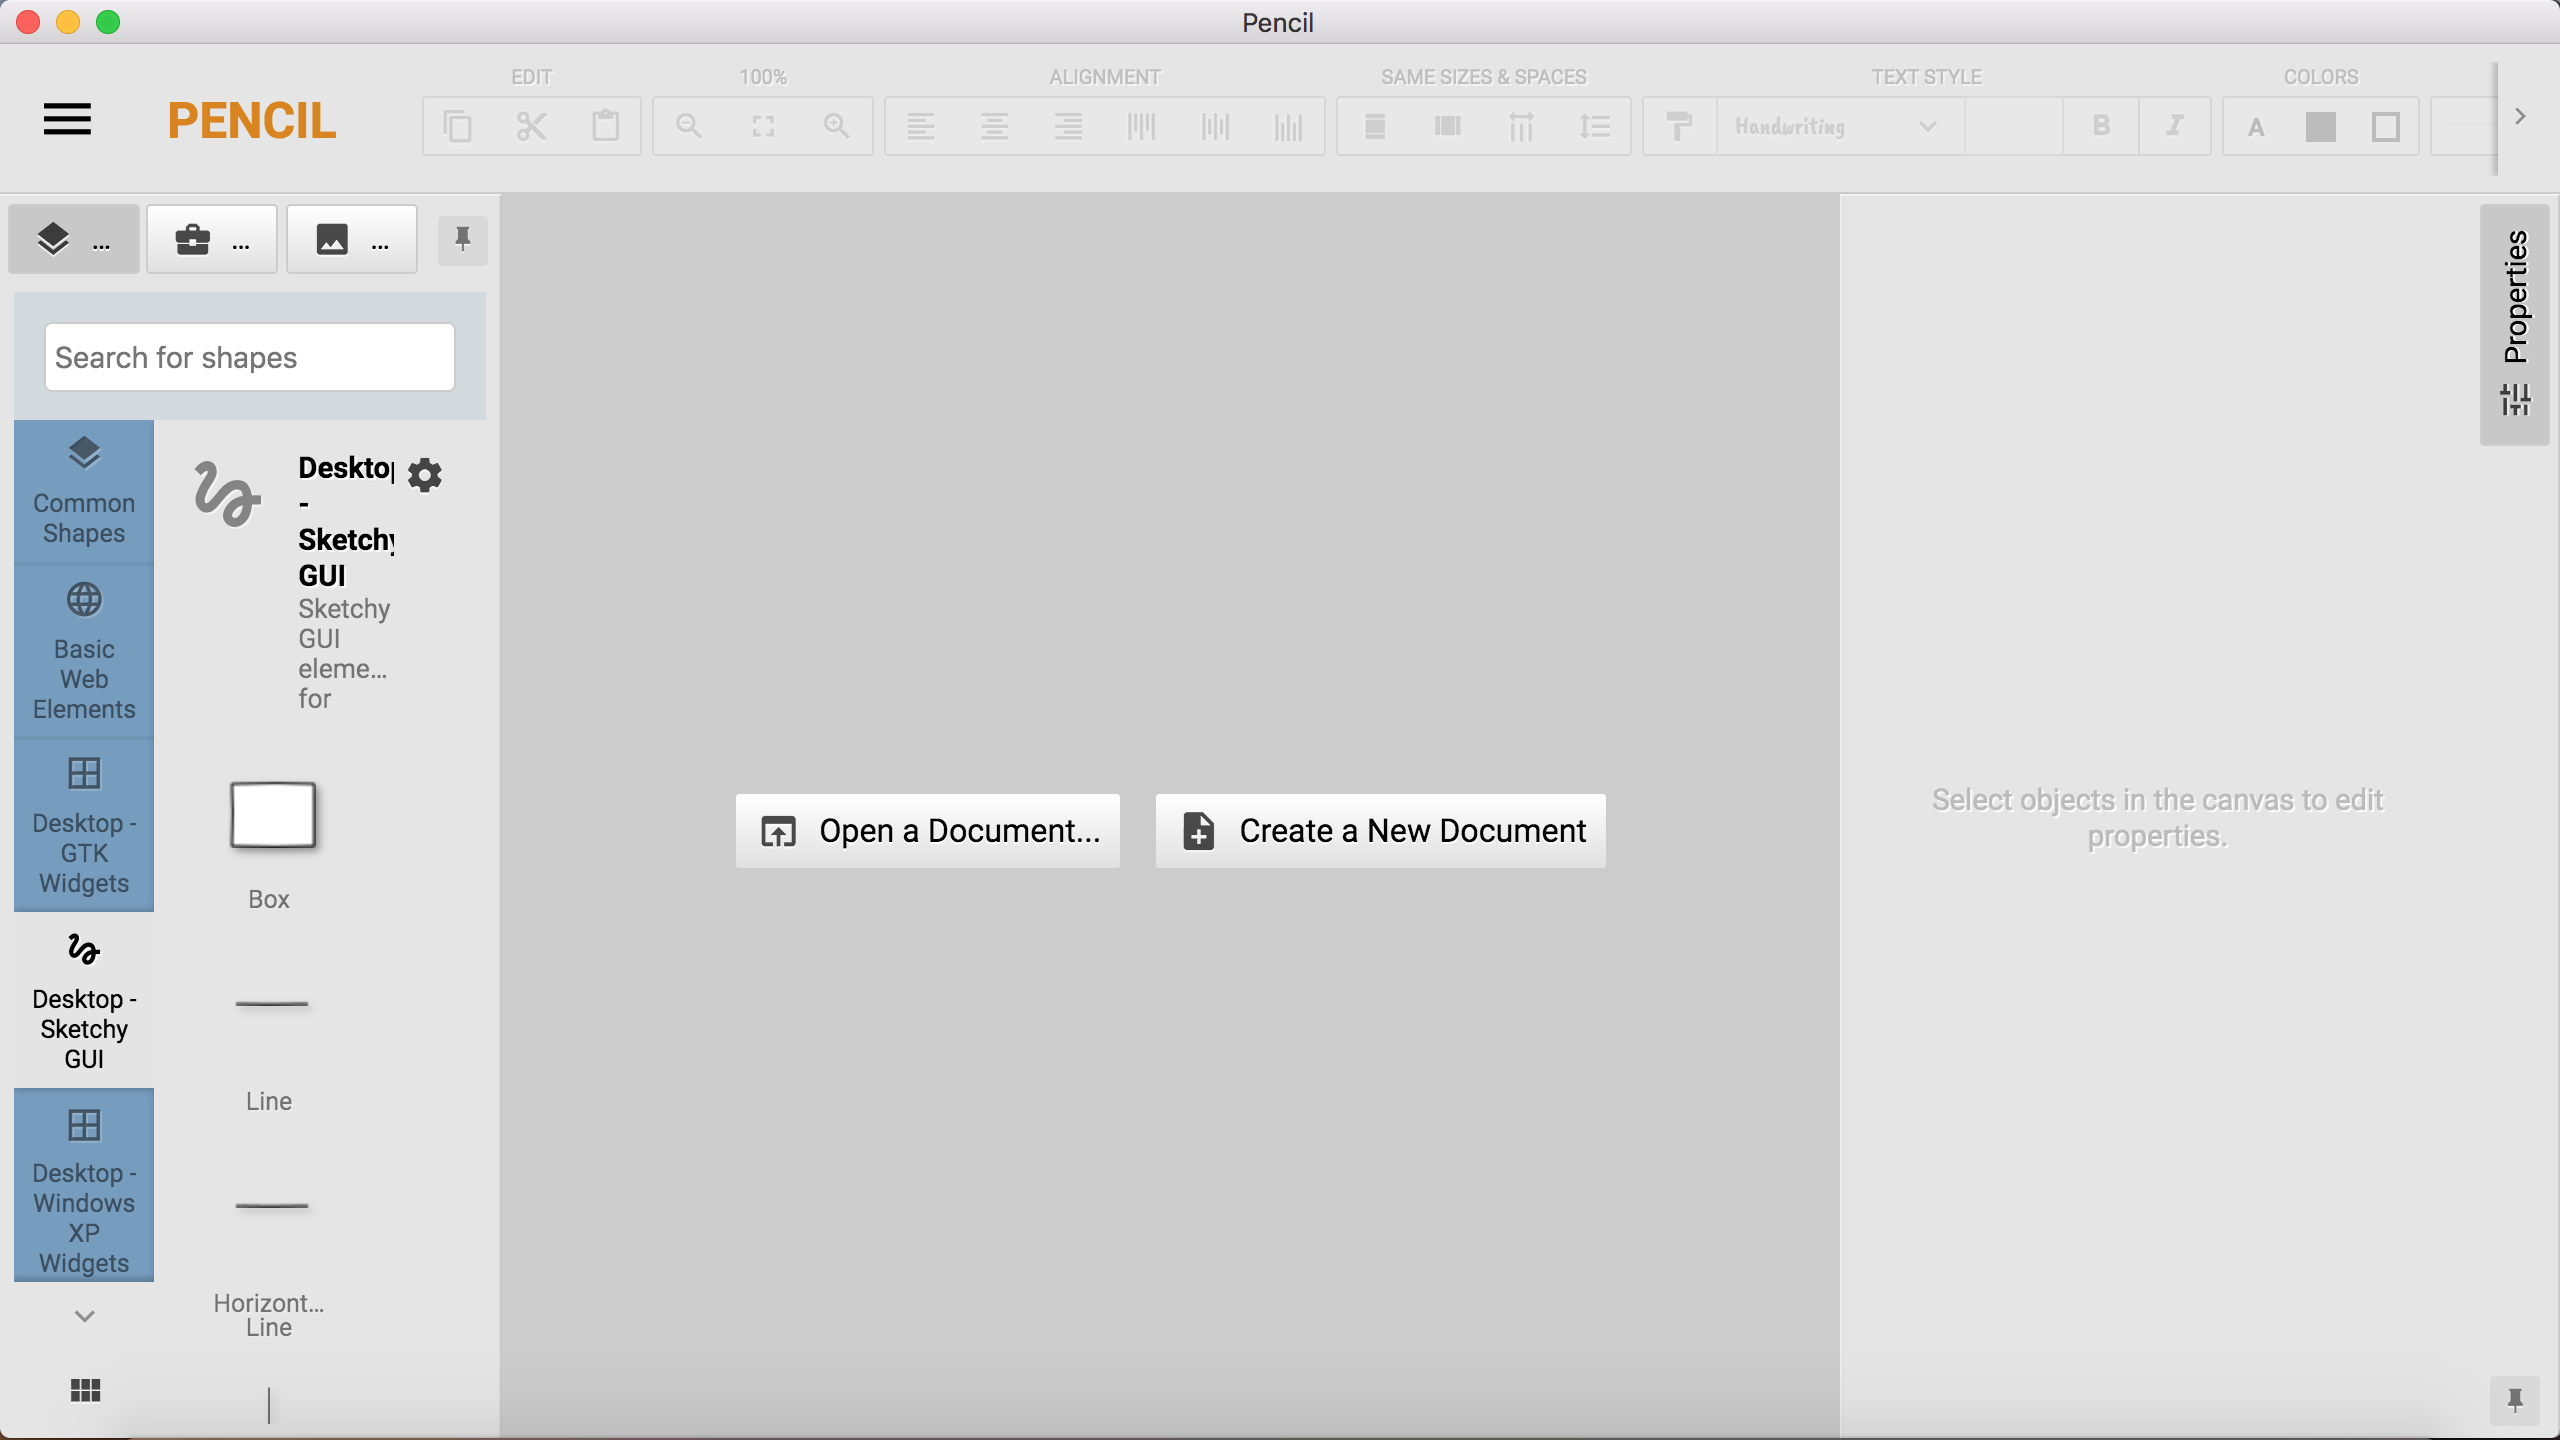 Pencil
PENCIL
EDIT
100%
ALIGNMENT
SAME SIZES & SPACES
TEXT STYLE
COLORS
Handwriting
B
I
A
...
...
...
Search for shapes
Common
Shapes
Basic
Web
Elements
Desktop -
GTK
Widgets
Desktop -
Sketchy
GUI
Desktop -
Windows
XP
Widgets
Desktop
-
Sketchy
GUI
Sketchy
GUI
eleme...
for
Box
Line
Horizont...
Line
Open a Document...
Create a New Document
Properties
Select objects in the canvas to edit
properties.